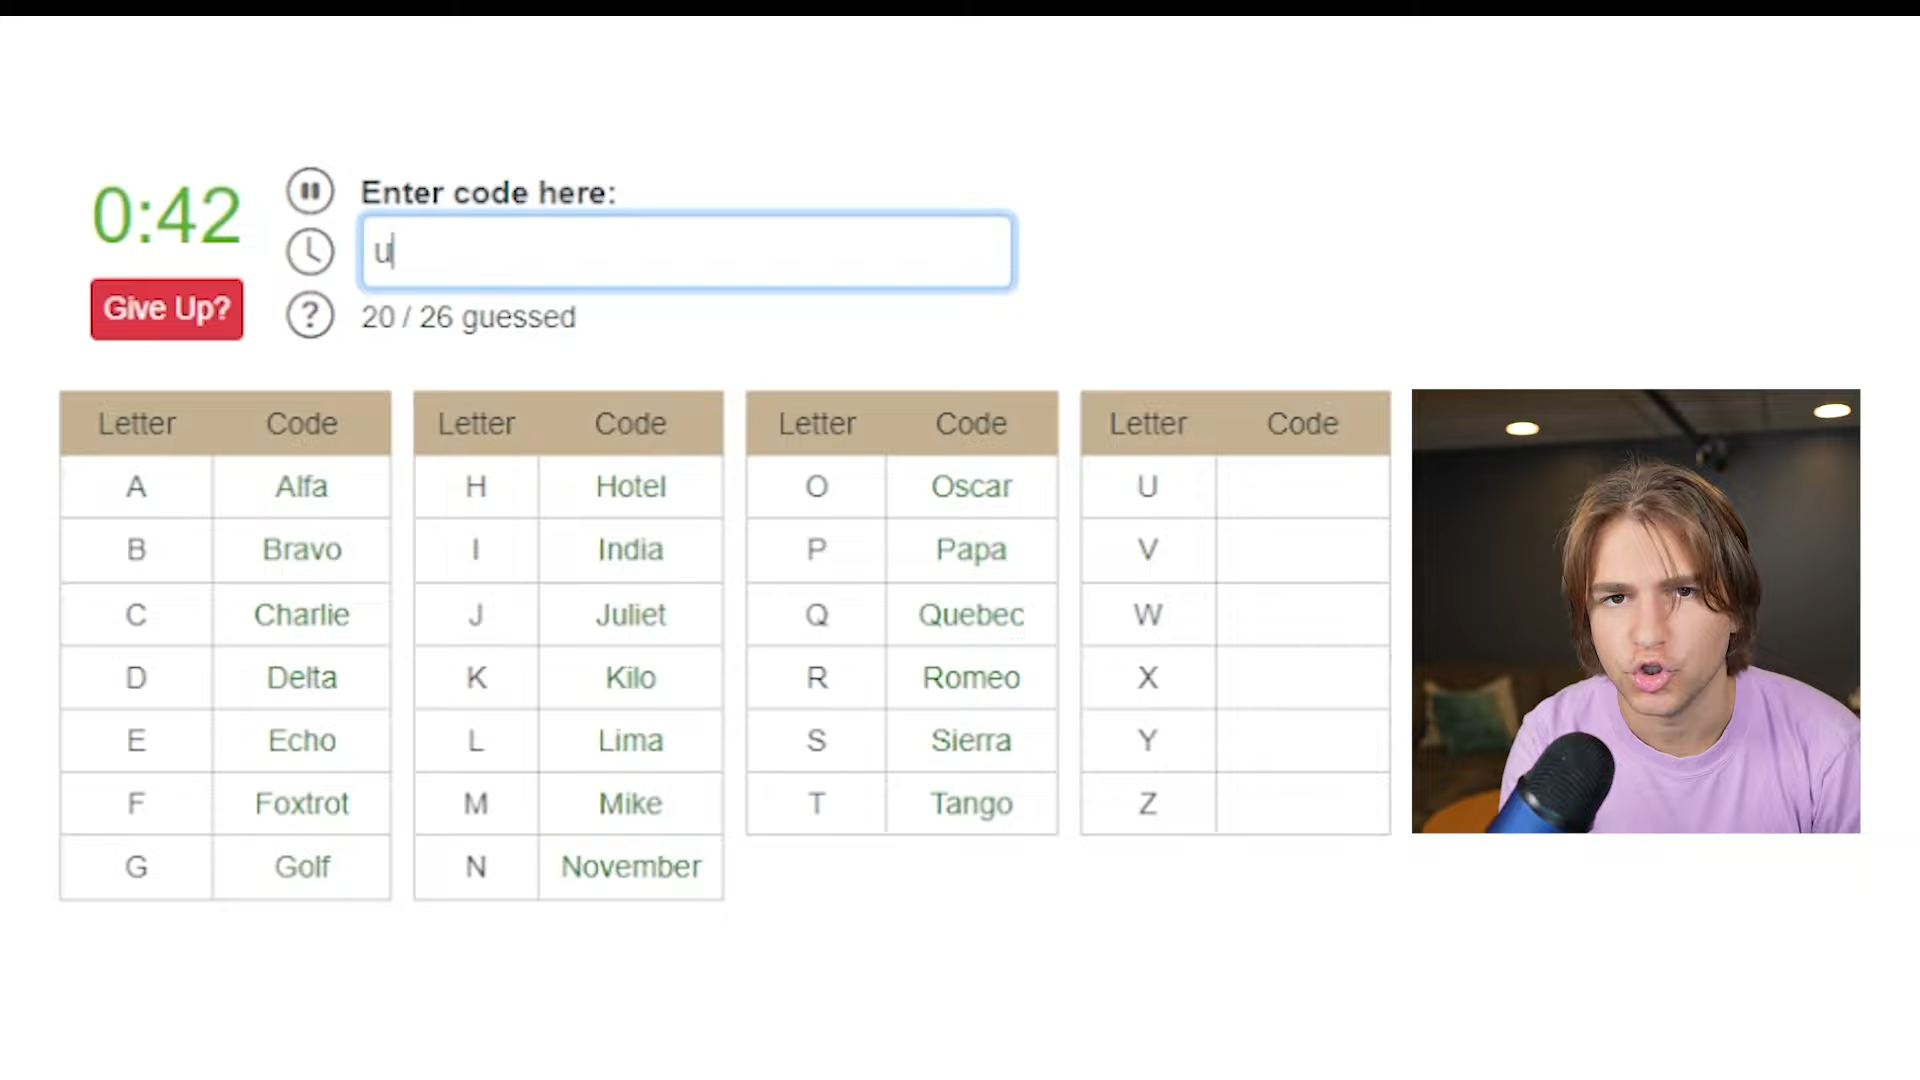 0:42
Give Up?
Enter code here:
u
20 / 26 guessed
Letter Code
A Alfa
B Bravo
C Charlie
D Delta
E Echo
F Foxtrot
G Golf
Letter Code
H Hotel
I India
J Juliet
K Kilo
L Lima
M Mike
N November
Letter Code
O Oscar
P Papa
Q Quebec
R Romeo
S Sierra
T Tango
Letter Code
U
V
W
X
Y
Z